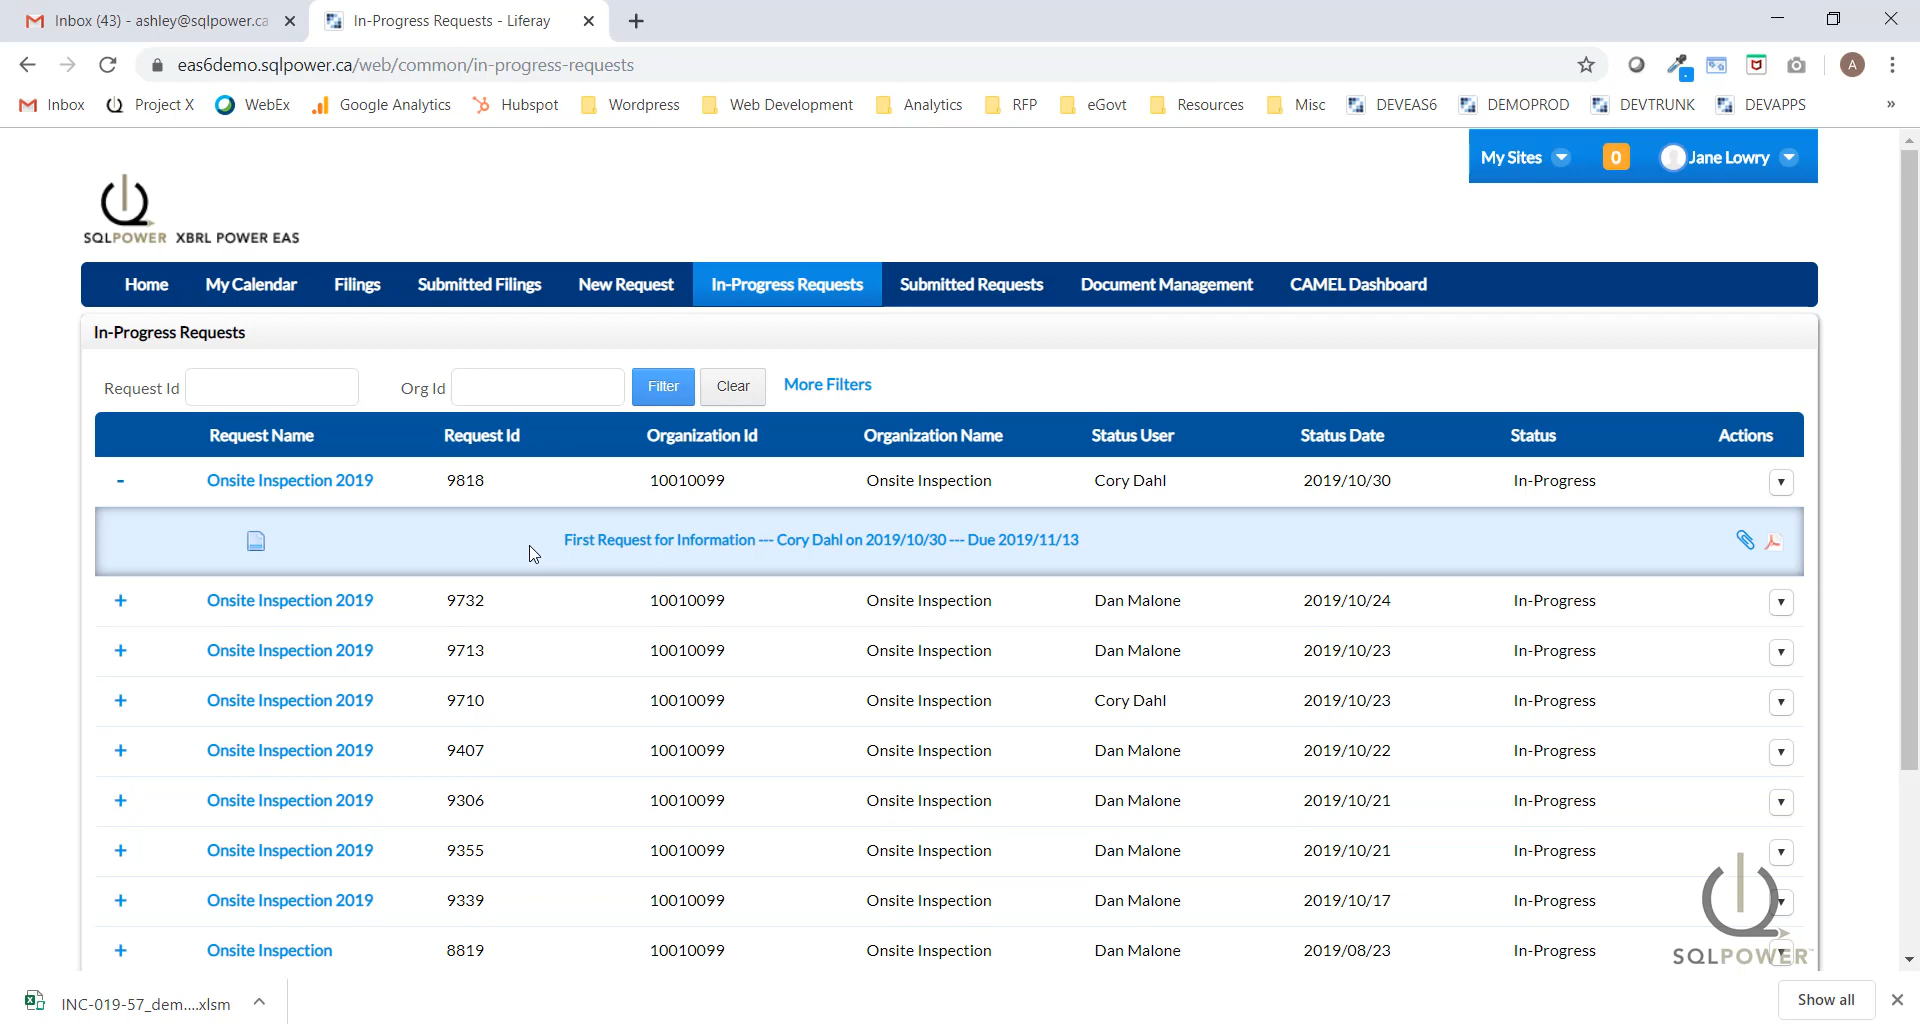 Inbox (43) - ashley@sqlpower.ca
In-Progress Requests - Liferay
eas6demo.sqlpower.ca/web/common/in-progress-requests
A
Inbox Project X WebEx Google Analytics Hubspot Wordpress Web Development Analytics RFP eGovt Resources Misc DEVEAS6 DEMOPROD DEVTRUNK DEVAPPS »
My Sites 0 Jane Lowry
SQLPOWER XBRL POWER EAS
Home My Calendar Filings Submitted Filings New Request In-Progress Requests Submitted Requests Document Management CAMEL Dashboard
In-Progress Requests
Request Id Org Id Filter Clear More Filters
Request Name Request Id Organization Id Organization Name Status User Status Date Status Actions
- Onsite Inspection 2019 9818 10010099 Onsite Inspection Cory Dahl 2019/10/30 In-Progress
First Request for Information --- Cory Dahl on 2019/10/30 --- Due 2019/11/13
+ Onsite Inspection 2019 9732 10010099 Onsite Inspection Dan Malone 2019/10/24 In-Progress
+ Onsite Inspection 2019 9713 10010099 Onsite Inspection Dan Malone 2019/10/23 In-Progress
+ Onsite Inspection 2019 9710 10010099 Onsite Inspection Cory Dahl 2019/10/23 In-Progress
+ Onsite Inspection 2019 9407 10010099 Onsite Inspection Dan Malone 2019/10/22 In-Progress
+ Onsite Inspection 2019 9306 10010099 Onsite Inspection Dan Malone 2019/10/21 In-Progress
+ Onsite Inspection 2019 9355 10010099 Onsite Inspection Dan Malone 2019/10/21 In-Progress
+ Onsite Inspection 2019 9339 10010099 Onsite Inspection Dan Malone 2019/10/17 In-Progress
+ Onsite Inspection 8819 10010099 Onsite Inspection Dan Malone 2019/08/23 In-Progress
SQLPOWER
INC-019-57_dem....xlsm
Show all